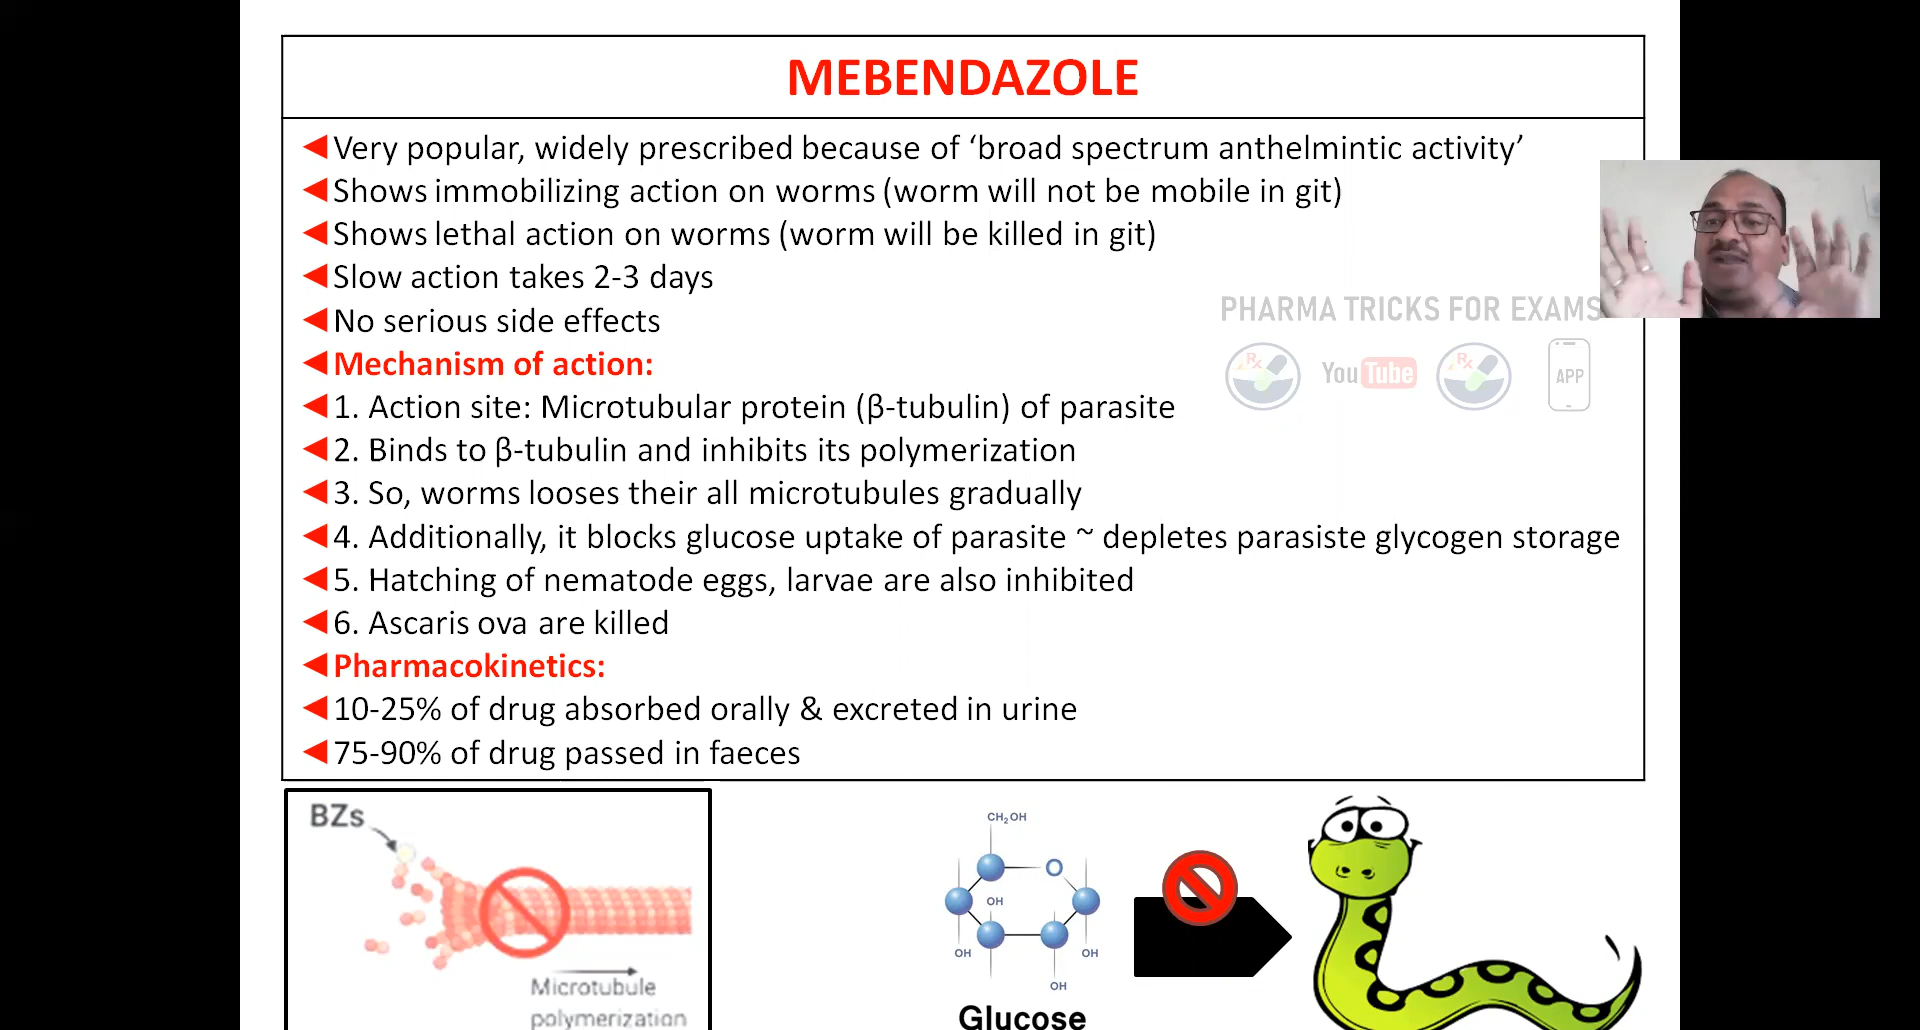 MEBENDAZOLE
Very popular, widely prescribed because of ‘broad spectrum anthelmintic activity’
Shows immobilizing action on worms (worm will not be mobile in git)
Shows lethal action on worms (worm will be killed in git)
Slow action takes 2-3 days
No serious side effects
PHARMA TRICKS FOR EXAMS
Rx
YouTube
Rx
APP
Mechanism of action:
1. Action site: Microtubular protein (β-tubulin) of parasite
2. Binds to β-tubulin and inhibits its polymerization
3. So, worms looses their all microtubules gradually
4. Additionally, it blocks glucose uptake of parasite ~ depletes parasiste glycogen storage
5. Hatching of nematode eggs, larvae are also inhibited
6. Ascaris ova are killed
Pharmacokinetics:
10-25% of drug absorbed orally & excreted in urine
75-90% of drug passed in faeces
BZs
Microtubule
polymerization
CH₂OH
O
OH
OH
OH
OH
Glucose